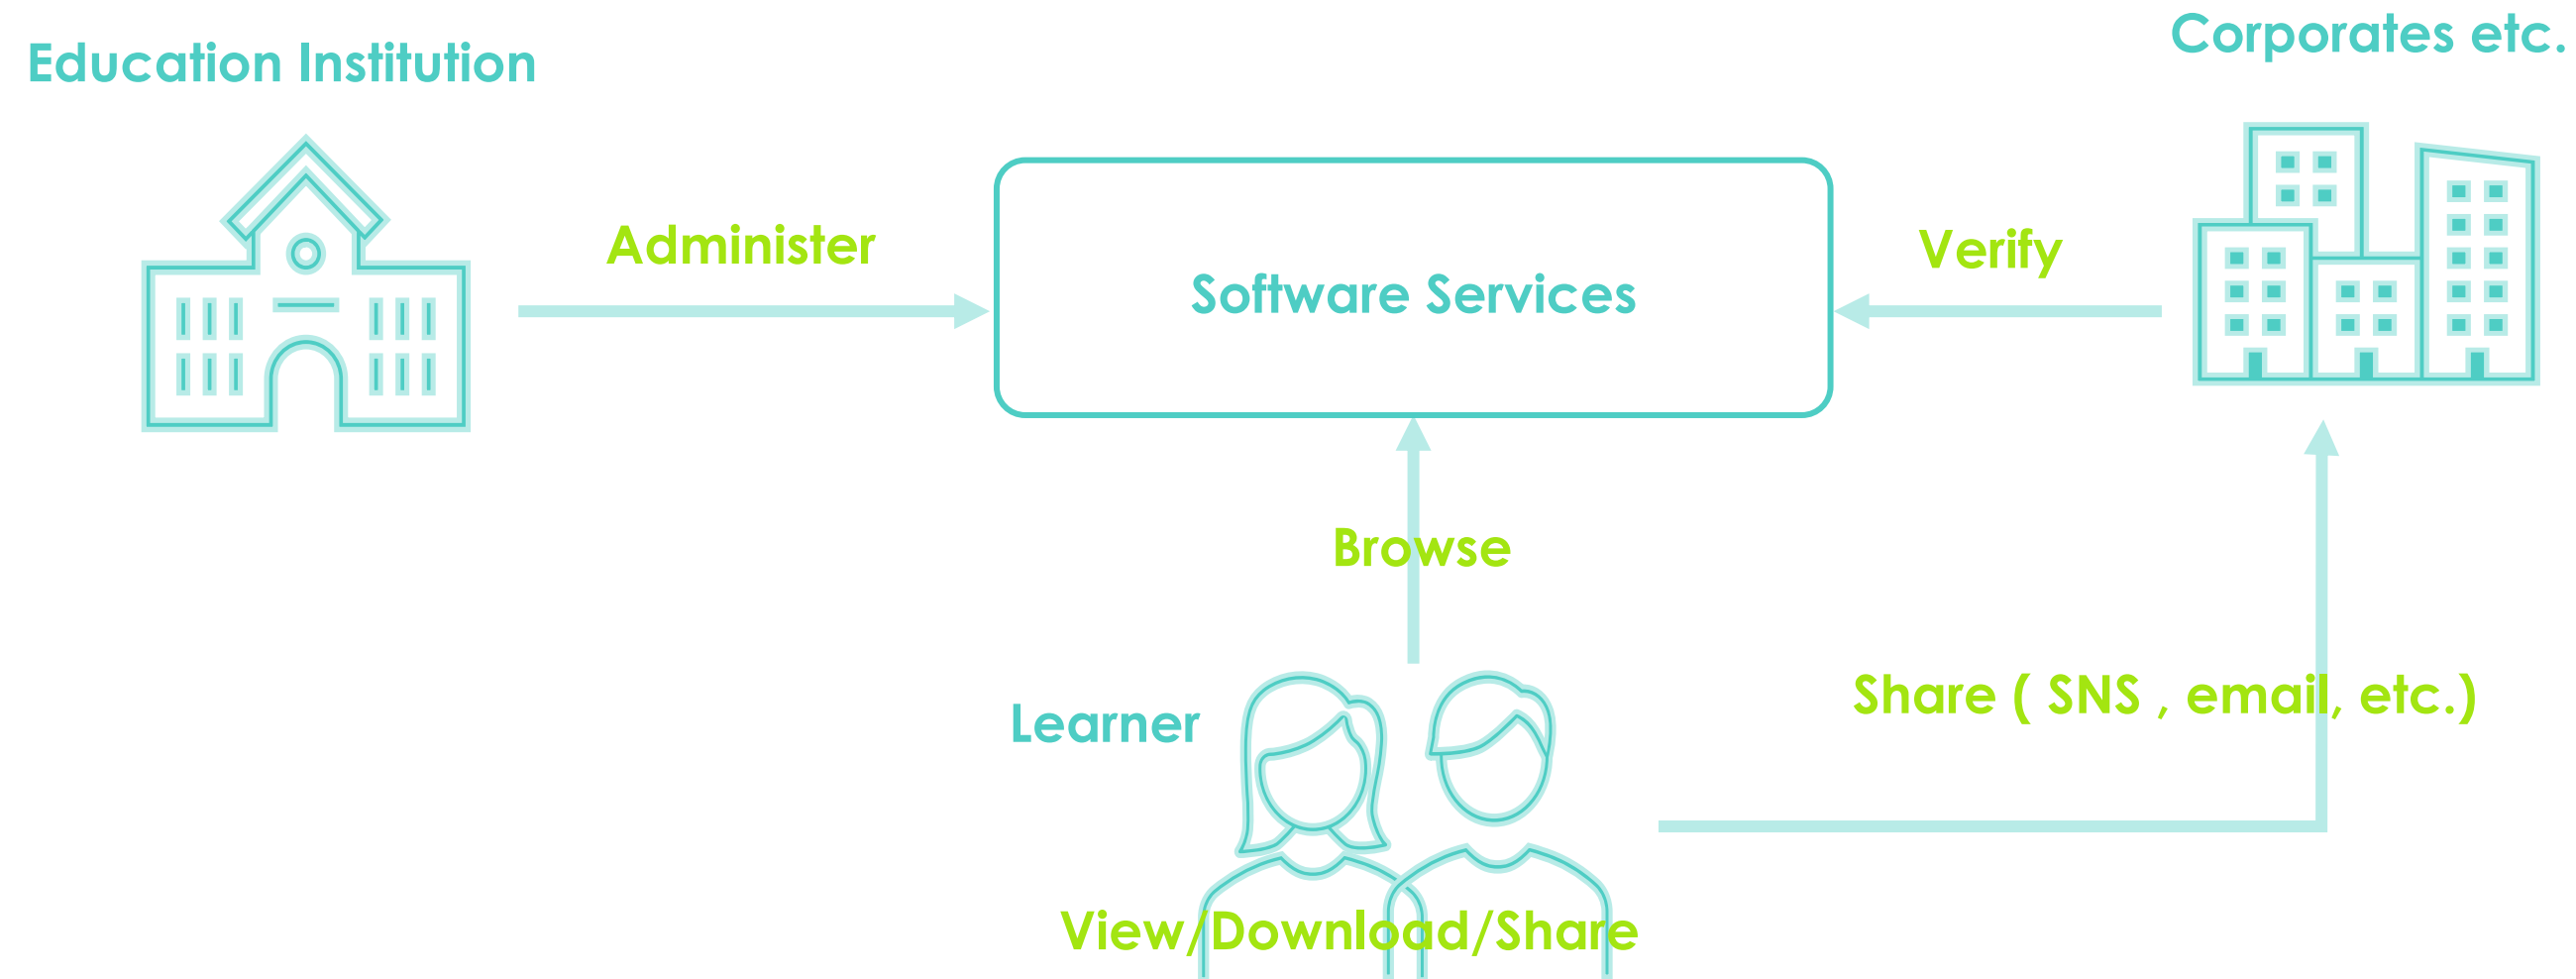 Education Institution
Corporates etc.
Administer
Software Services
Verify
Browse
Learner
Share ( SNS , email, etc.)
View/Download/Share